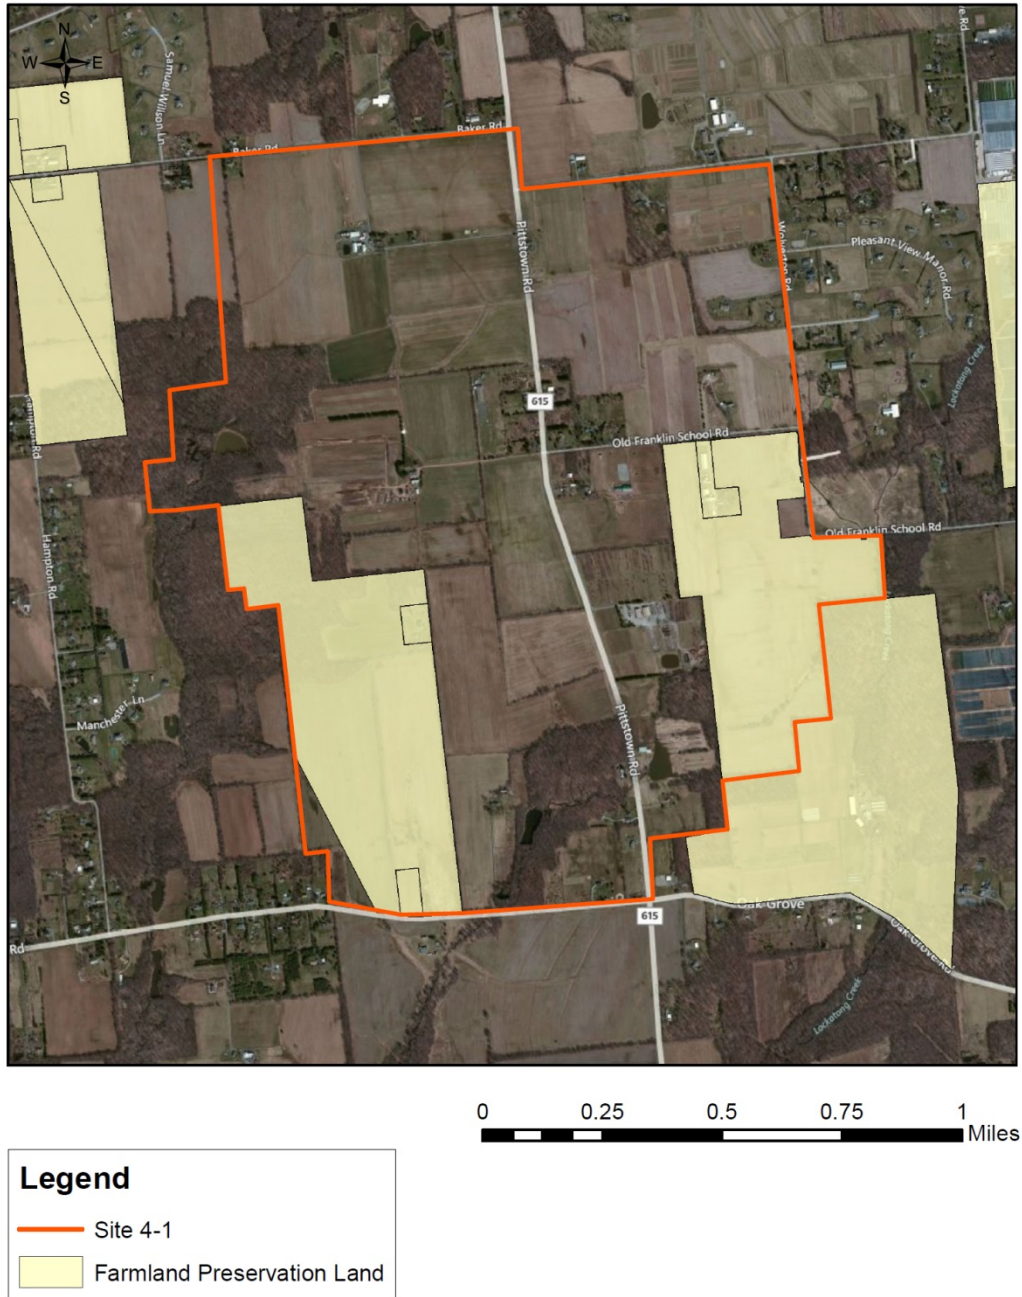 N
W E
S
Samuel Wilson Ln
Baker Rd
Baker Rd
Pittstown Rd
Wolverton Rd
Pleasant View Manor Rd
Lockatong Creek
615
Old Franklin School Rd
Old Franklin School Rd
Hampton Rd
Manchester Ln
Pittstown Rd
Rd
615
Oak Grove
Oak Grove Rd
Lockatong Creek
0 0.25 0.5 0.75 1
Miles
Legend
Site 4-1
Farmland Preservation Land